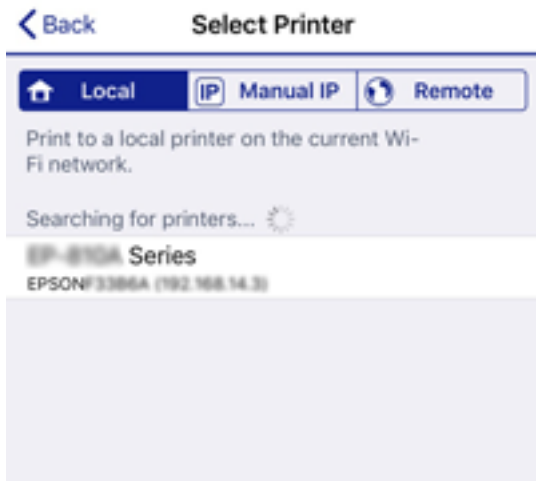 Back Select Printer
Local IP Manual IP Remote
Print to a local printer on the current Wi-
Fi network.
Searching for printers...
Series
EPSON